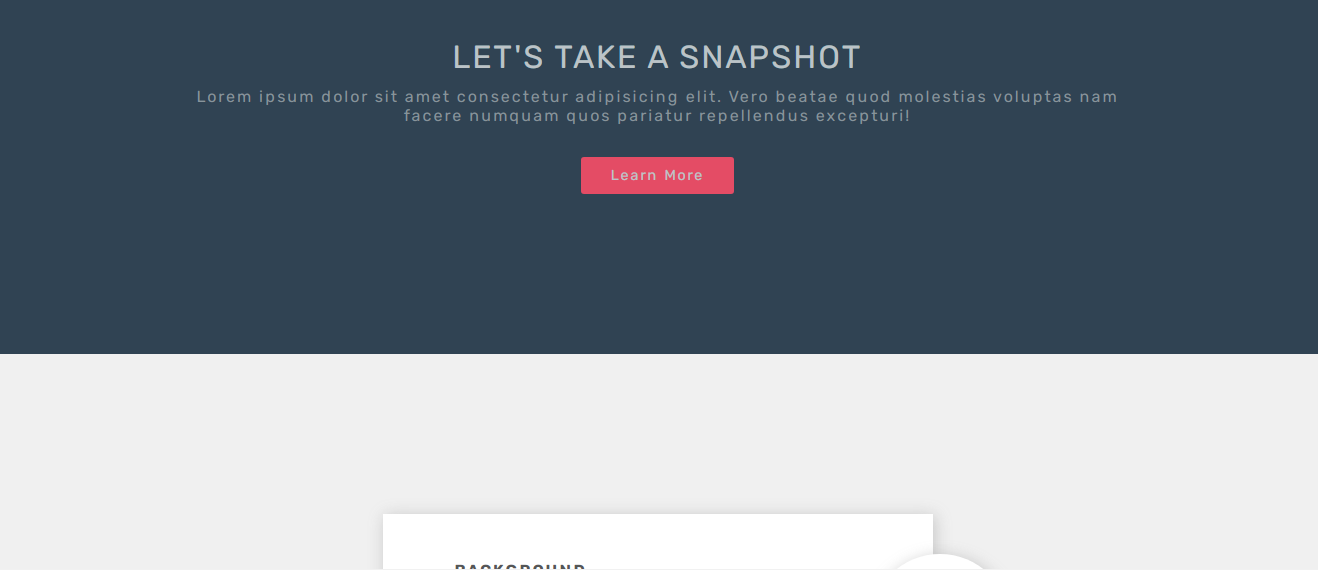 LET'S TAKE A SNAPSHOT
Lorem ipsum dolor sit amet consectetur adipisicing elit. Vero beatae quod molestias voluptas nam
facere numquam quos pariatur repellendus excepturi!
Learn More
BACKGROUND